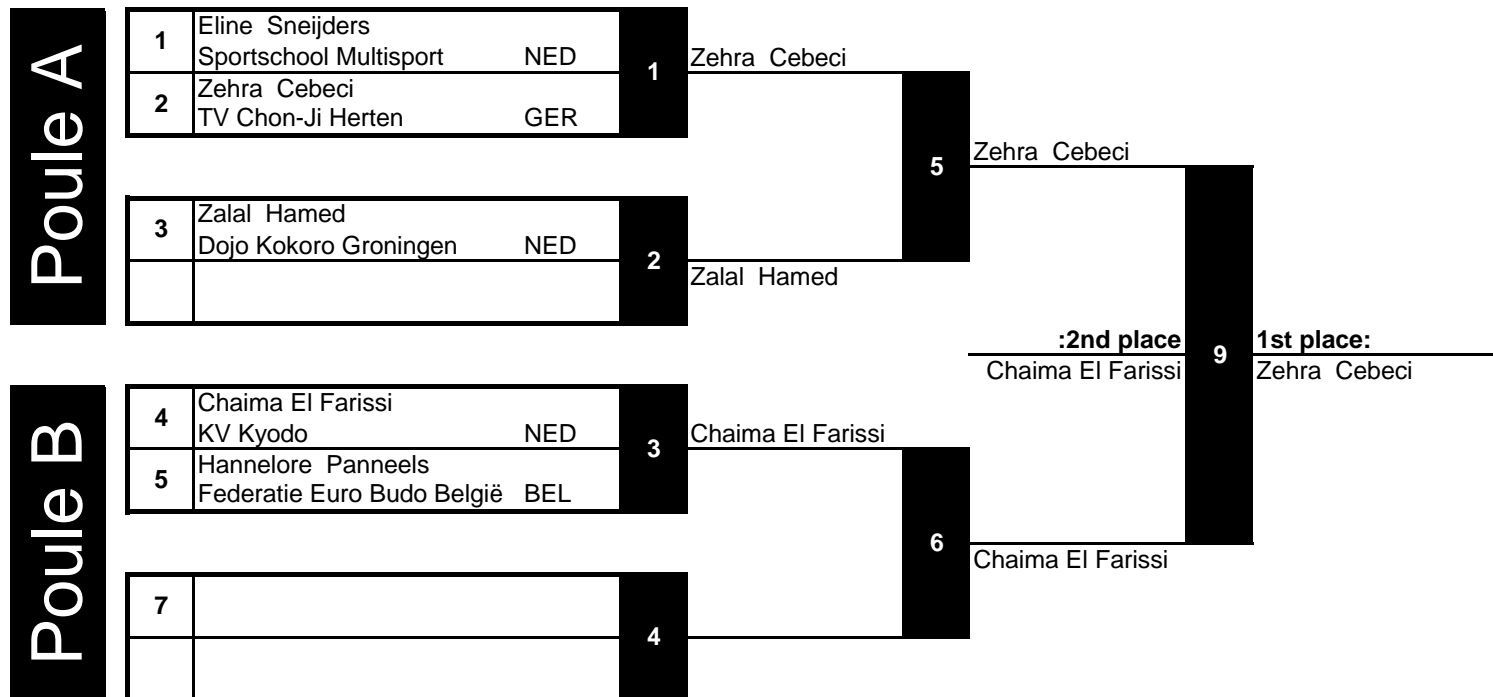 Poule A
1
Eline Sneijders
Sportschool Multisport NED
2
Zehra Cebeci
TV Chon-Ji Herten GER
1
Zehra Cebeci
3
Zalal Hamed
Dojo Kokoro Groningen NED
2
Zalal Hamed
5
Zehra Cebeci
Poule B
4
Chaima El Farissi
KV Kyodo NED
5
Hannelore Panneels
Federatie Euro Budo België BEL
3
Chaima El Farissi
7
4
6
Chaima El Farissi
:2nd place
Chaima El Farissi
9
1st place:
Zehra Cebeci